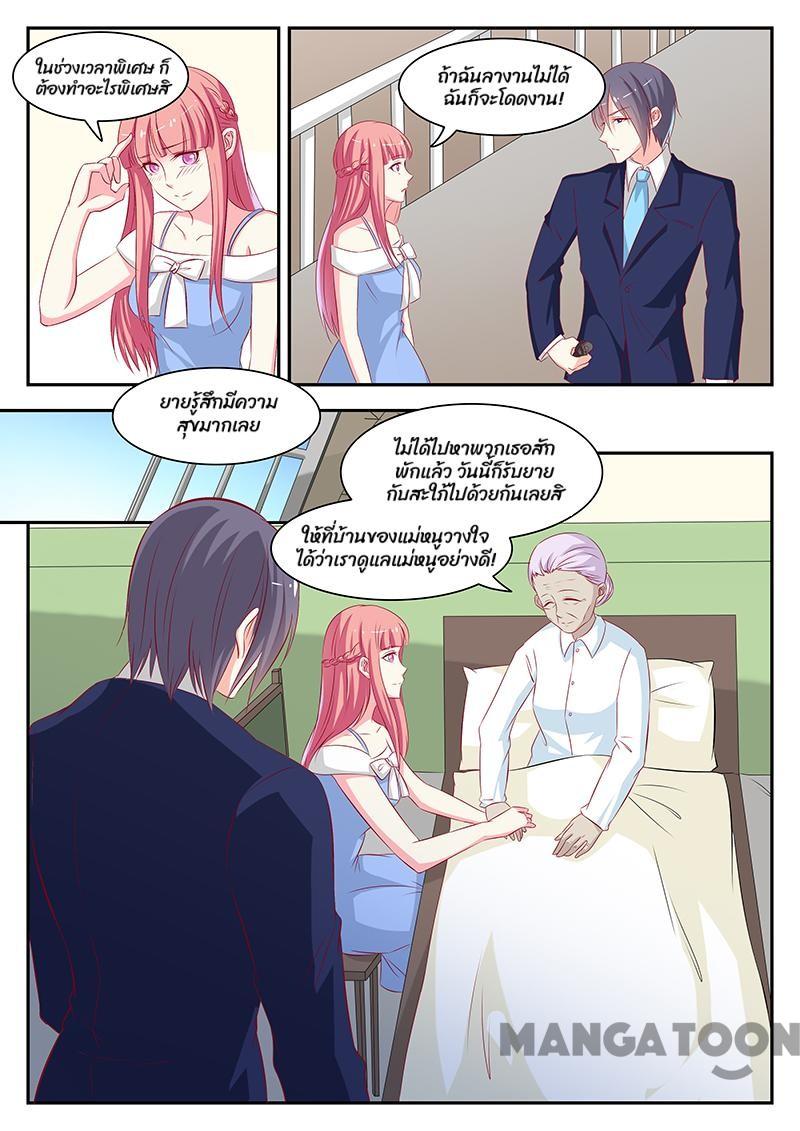 ในช่วงเวลาพิเศษ ก็
ต้องทำอะไรพิเศษสิ
ถ้าฉันลางานไม่ได้
ฉันก็จะโดดงาน!
ยายรู้สึกมีความ
สุขมากเลย
ไม่ได้ไปหาพวกเธอสัก
พักแล้ว วันนี้ก็รับยาย
กับสะใภ้ไปด้วยกันเลยสิ
ให้ที่บ้านของแม่หนูวางใจ
ได้ว่าเราดูแลแม่หนูอย่างดี!
MANGATOON